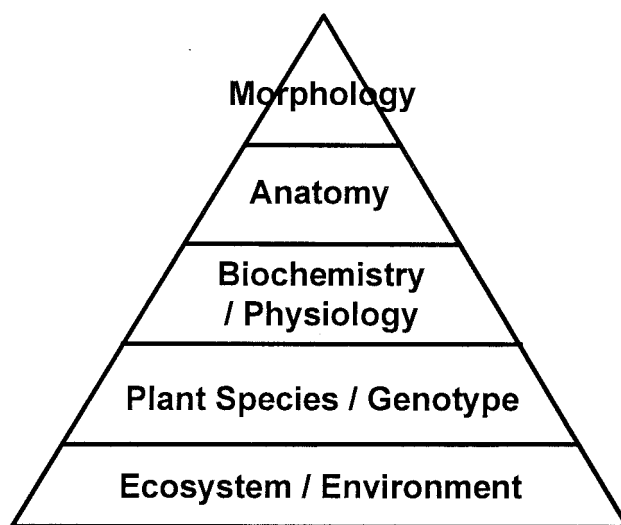 Morphology
Anatomy
Biochemistry
/ Physiology
Plant Species / Genotype
Ecosystem / Environment